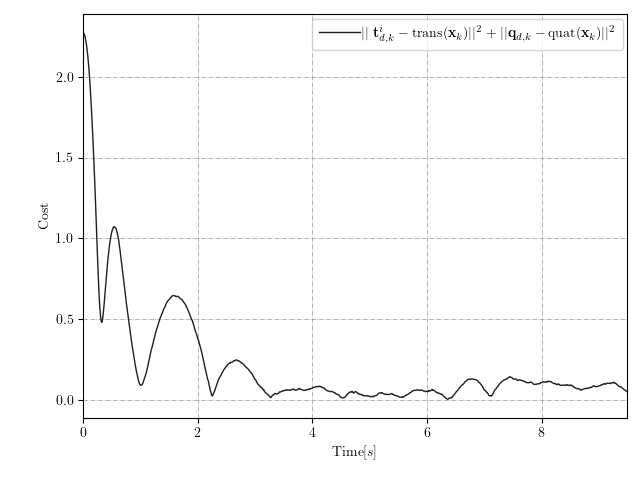 || t^i_{d,k} − trans(x_k)||² + ||q_{d,k} − quat(x_k)||²
2.0
1.5
1.0
0.5
0.0
Cost
0 2 4 6 8
Time[s]